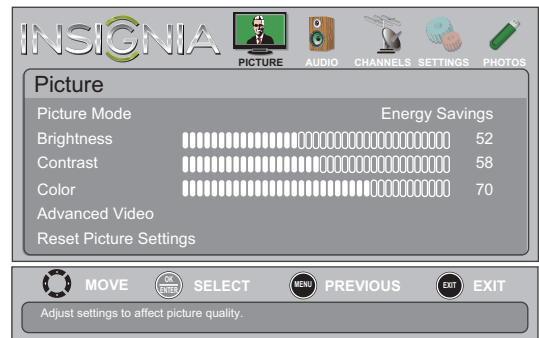 INSIGNIA
PICTURE AUDIO CHANNELS SETTINGS PHOTOS
Picture
Picture Mode Energy Savings
Brightness 52
Contrast 58
Color 70
Advanced Video
Reset Picture Settings
MOVE OK ENTER SELECT MENU PREVIOUS EXIT EXIT
Adjust settings to affect picture quality.